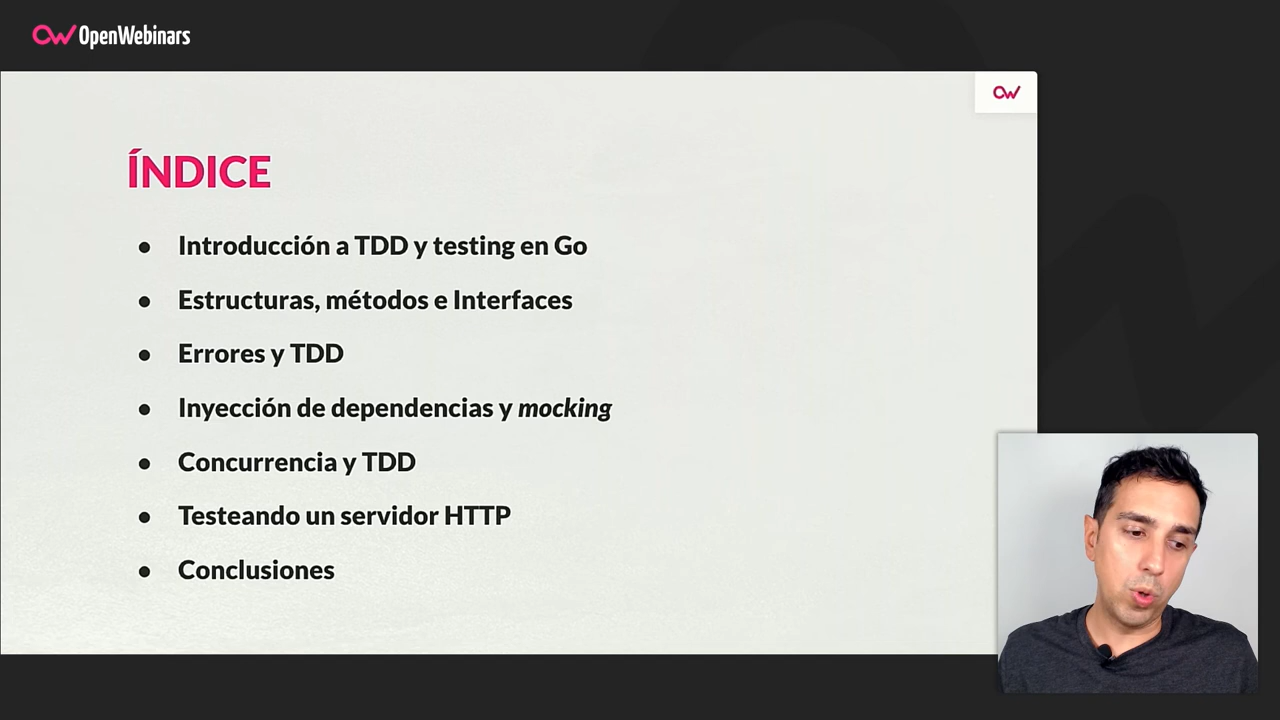 OpenWebinars
ÍNDICE
● Introducción a TDD y testing en Go
● Estructuras, métodos e Interfaces
● Errores y TDD
● Inyección de dependencias y mocking
● Concurrencia y TDD
● Testeando un servidor HTTP
● Conclusiones